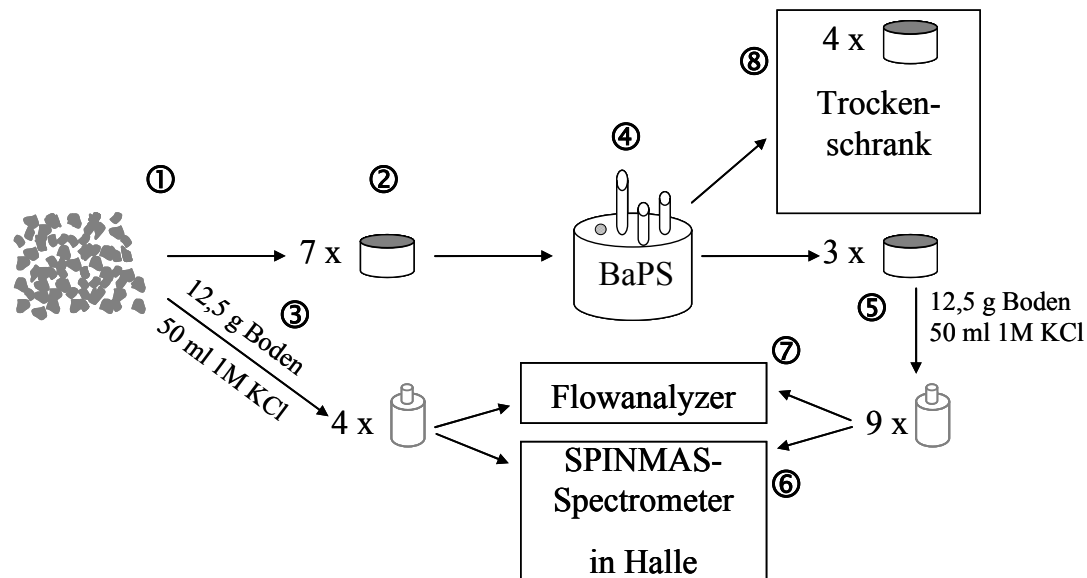 ①
②
7 x
③
12,5 g Boden
50 ml 1M KCl
4 x
④
BaPS
⑧
4 x
Trocken-
schrank
3 x
⑤
12,5 g Boden
50 ml 1M KCl
9 x
⑦
Flowanalyzer
⑥
SPINMAS-
Spectrometer
in Halle